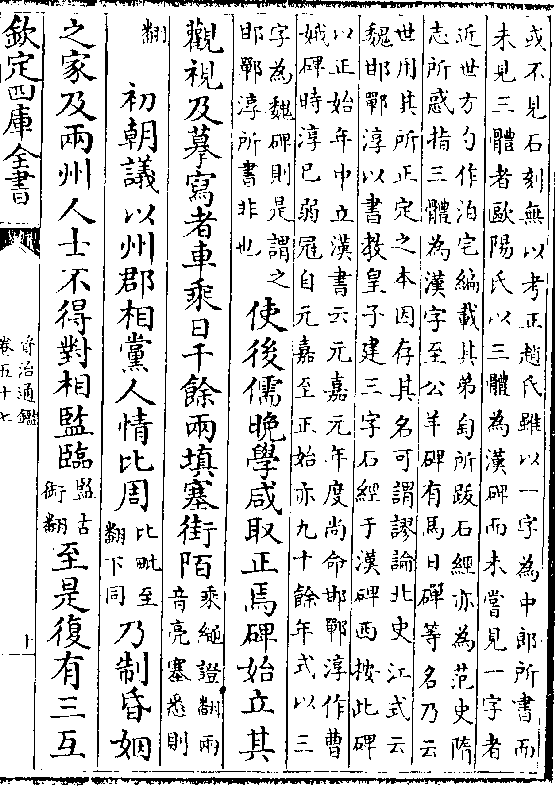 或不見石刻無以考正趙氏雖以一字為中郎所書而
未見三體者歐陽氏以三體為漢碑而未嘗見一字者
近世方勺作泊宅編載其弟匋所跋石經亦為范史隋
志所惑指三體為漢字至公羊碑有馬日磾等名乃云
世用其所正定之本因存其名可謂謬論北史江式云
魏邯鄲淳以書教皇子建三字石經于漢碑西按此碑
以正始年中立漢書云元嘉元年度尚命邯鄲淳作曹
娥碑時淳已弱冠自元嘉至正始亦九十餘年式以三
字為魏碑則是謂之
邯鄲淳所書非也
使後儒晚學咸取正焉碑始立其
觀視及摹寫者車乘日千餘兩填塞街陌
乘繩證翻兩
音亮塞悉則
翻
初朝議以州郡相黨人情比周
比毗至
翻下同
乃制昏姻
之家及兩州人士不得對相監臨
監古
銜翻
至是復有三互
欽定四庫全書
資治通鑑
卷五十七